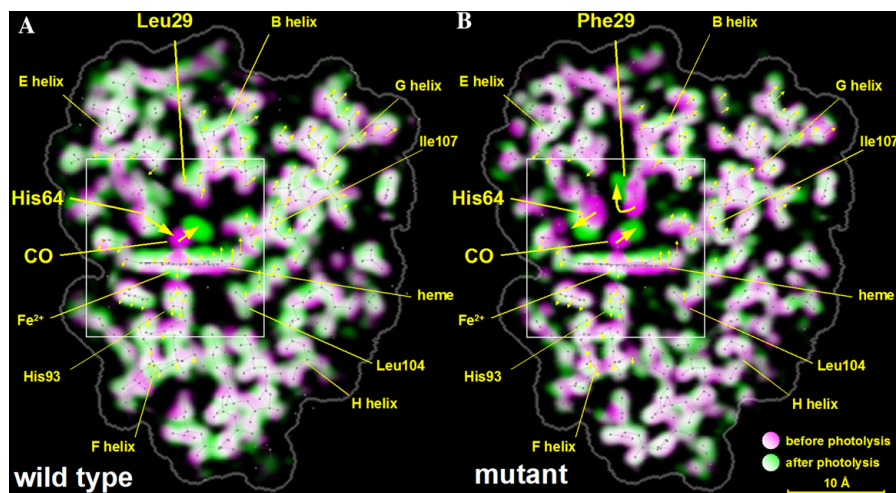 A
Leu29
B helix
E helix
G helix
Ile107
His64
CO
heme
Fe²⁺
Leu104
His93
H helix
F helix
wild type
B
Phe29
B helix
E helix
G helix
Ile107
His64
CO
heme
Fe²⁺
Leu104
His93
H helix
F helix
mutant
before photolysis
after photolysis
10 Å